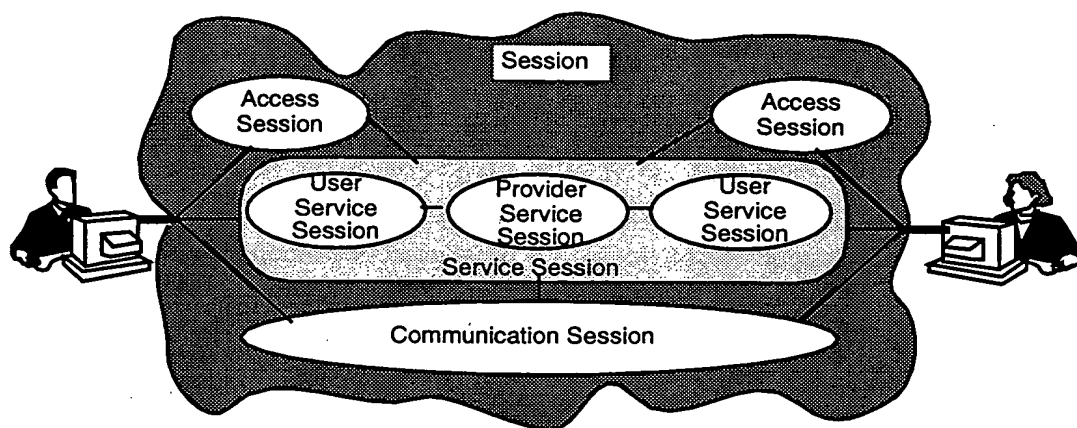 Session
Access
Session
Access
Session
User
Service
Session
Provider
Service
Session
User
Service
Session
Service Session
Communication Session